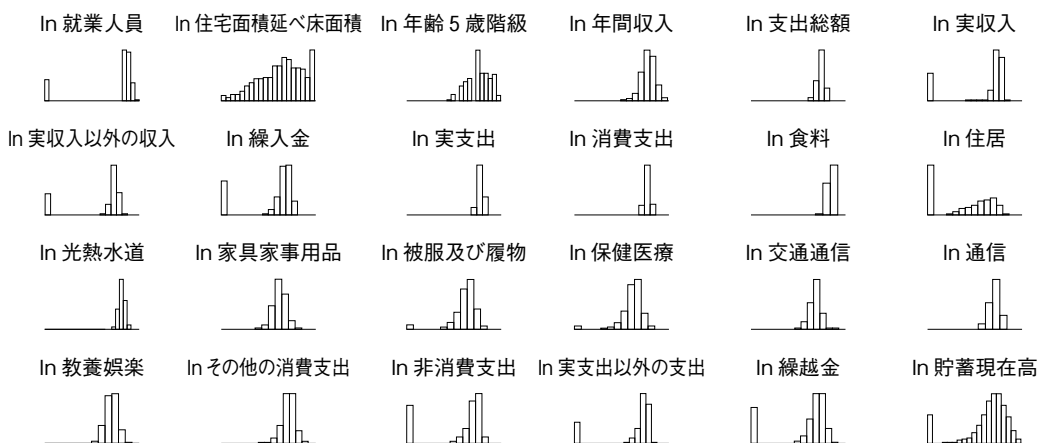 ln 就業人員 ln 住宅面積延べ床面積 ln 年齢 5 歳階級 ln 年間収入 ln 支出総額 ln 実収入
ln 実収入以外の収入 ln 繰入金 ln 実支出 ln 消費支出 ln 食料 ln 住居
ln 光熱水道 ln 家具家事用品 ln 被服及び履物 ln 保健医療 ln 交通通信 ln 通信
ln 教養娯楽 ln その他の消費支出 ln 非消費支出 ln 実支出以外の支出 ln 繰越金 ln 貯蓄現在高